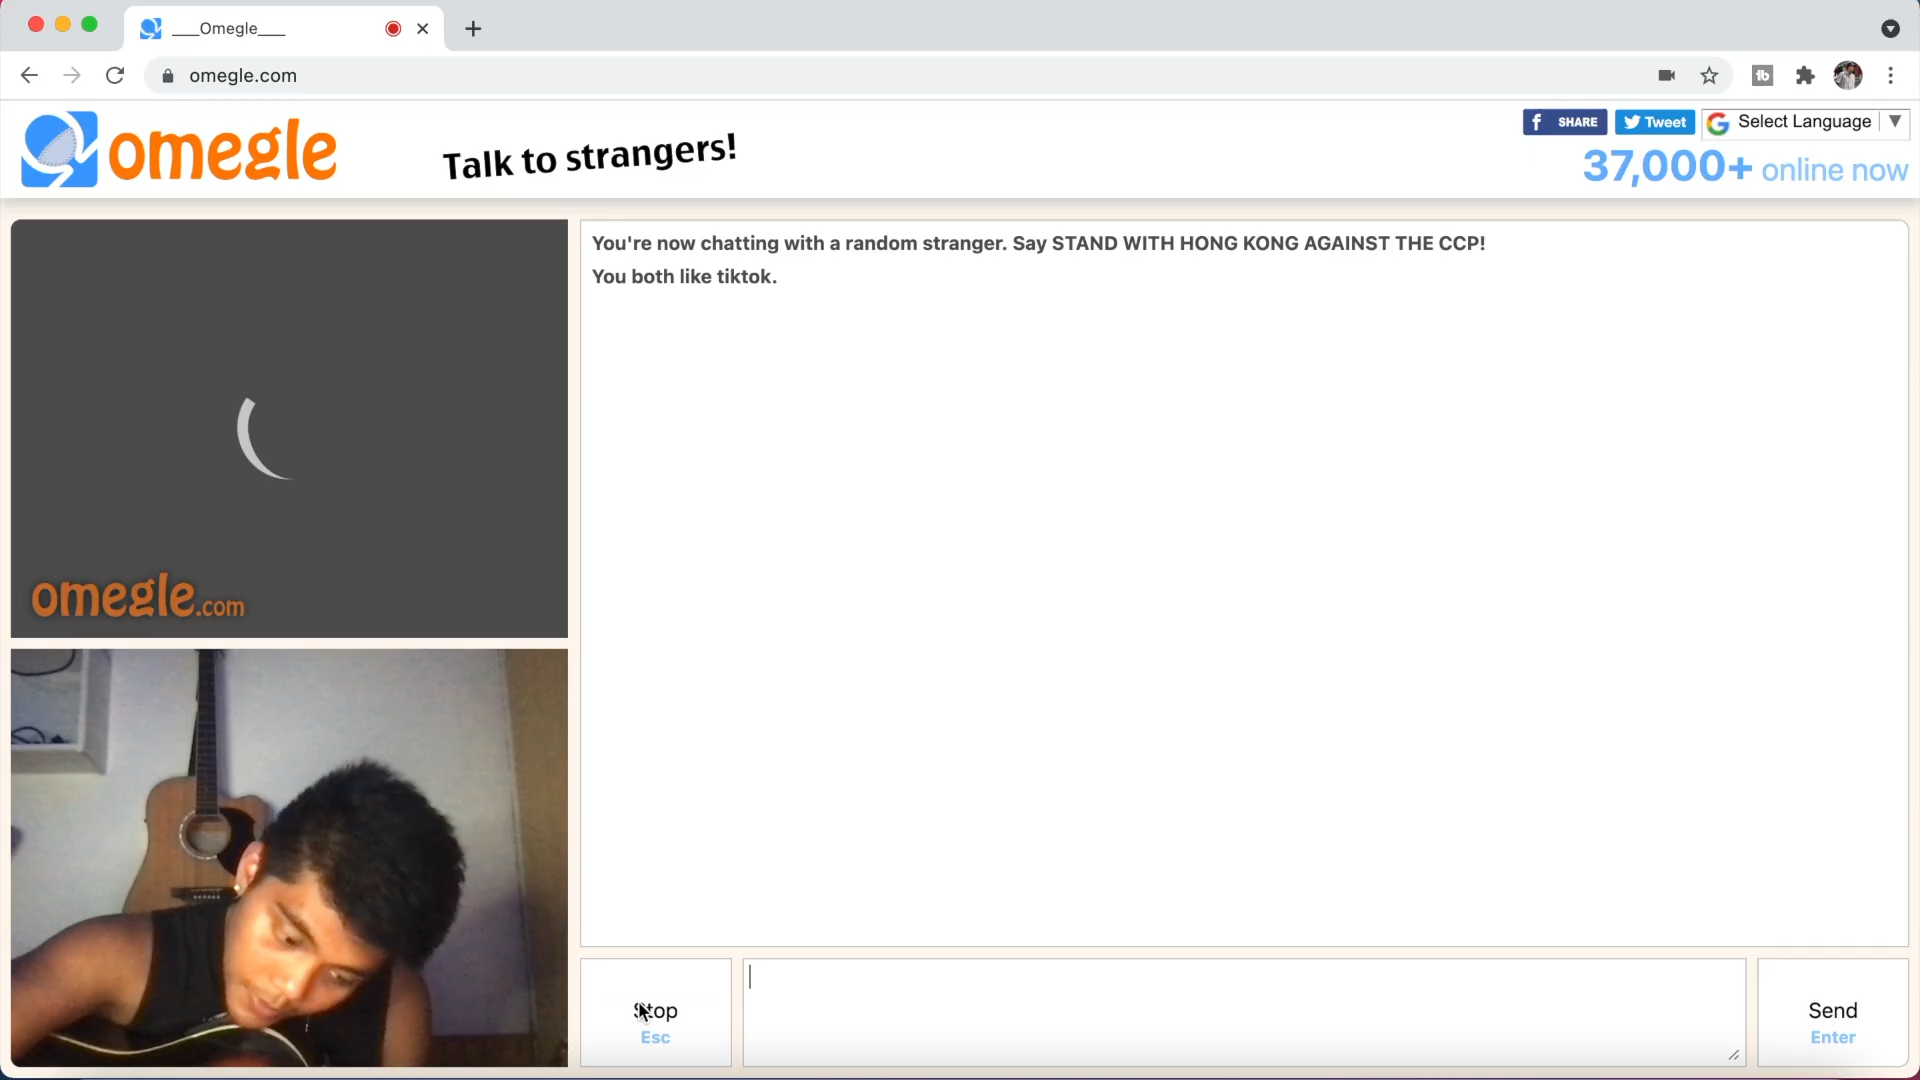 ___Omegle___
omegle.com
omegle
Talk to strangers!
SHARE
Tweet
Select Language
37,000+ online now
You're now chatting with a random stranger. Say STAND WITH HONG KONG AGAINST THE CCP!
You both like tiktok.
omegle.com
Stop
Esc
Send
Enter